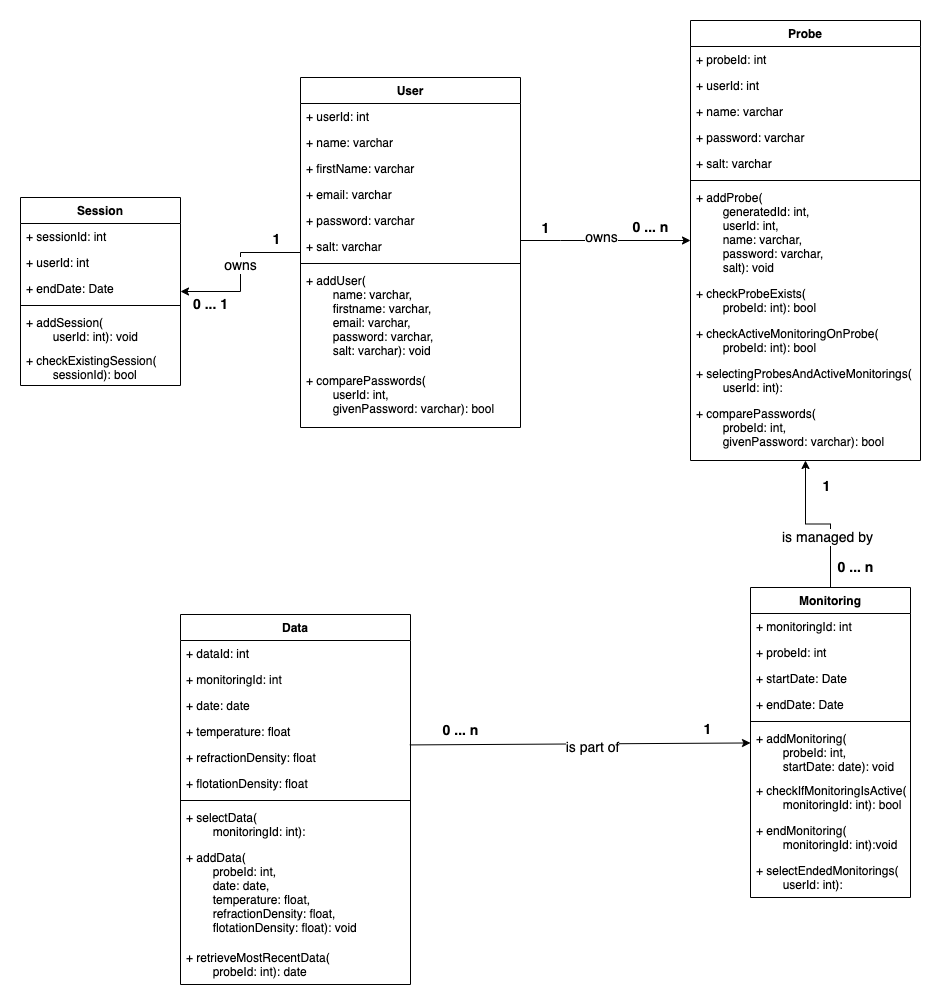 Probe
+ probeId: int
+ userId: int
+ name: varchar
+ password: varchar
+ salt: varchar
+ addProbe(
generatedId: int,
userId: int,
name: varchar,
password: varchar,
salt): void
+ checkProbeExists(
probeId: int): bool
+ checkActiveMonitoringOnProbe(
probeId: int): bool
+ selectingProbesAndActiveMonitorings(
userId: int):
+ comparePasswords(
probeId: int,
givenPassword: varchar): bool
User
+ userId: int
+ name: varchar
+ firstName: varchar
+ email: varchar
+ password: varchar
+ salt: varchar
+ addUser(
name: varchar,
firstname: varchar,
email: varchar,
password: varchar,
salt: varchar): void
+ comparePasswords(
userId: int,
givenPassword: varchar): bool
1
owns
0 ... n
Session
+ sessionId: int
+ userId: int
+ endDate: Date
+ addSession(
userId: int): void
+ checkExistingSession(
sessionId): bool
1
owns
0 ... 1
1
is managed by
0 ... n
Monitoring
+ monitoringId: int
+ probeId: int
+ startDate: Date
+ endDate: Date
+ addMonitoring(
probeId: int,
startDate: date): void
+ checkIfMonitoringIsActive(
monitoringId: int): bool
+ endMonitoring(
monitoringId: int):void
+ selectEndedMonitorings(
userId: int):
Data
+ dataId: int
+ monitoringId: int
+ date: date
+ temperature: float
+ refractionDensity: float
+ flotationDensity: float
+ selectData(
monitoringId: int):
+ addData(
probeId: int,
date: date,
temperature: float,
refractionDensity: float,
flotationDensity: float): void
+ retrieveMostRecentData(
probeId: int): date
0 ... n
is part of
1